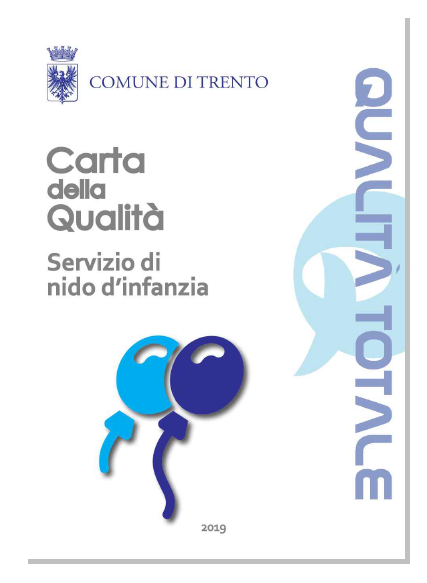 COMUNE DI TRENTO
Carta
della
Qualità
Servizio di
nido d'infanzia
2019
QUALITÀ TOTALE